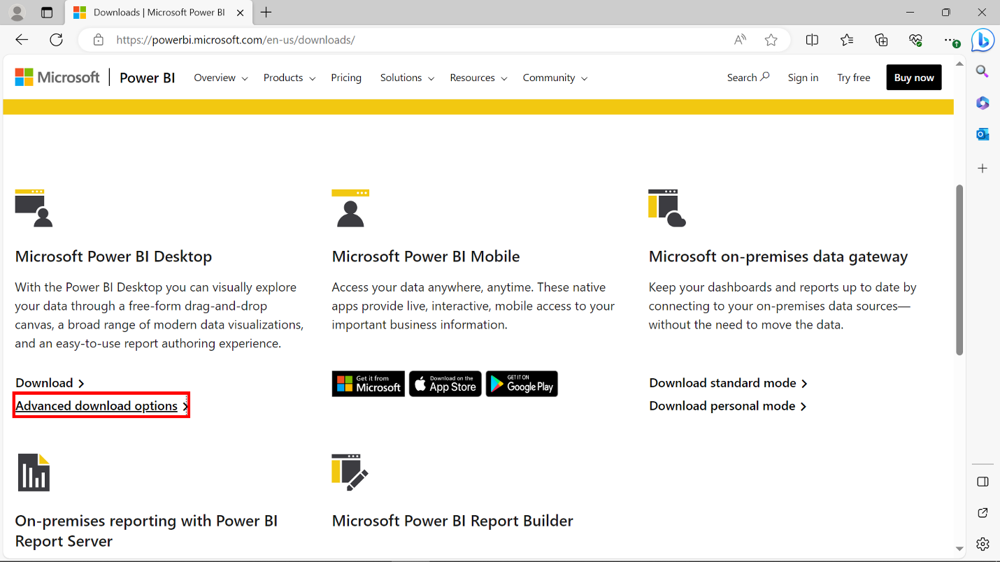 Downloads | Microsoft Power BI
https://powerbi.microsoft.com/en-us/downloads/
Microsoft Power BI Overview Products Pricing Solutions Resources Community Search Sign in Try free Buy now
Microsoft Power BI Desktop
With the Power BI Desktop you can visually explore
your data through a free-form drag-and-drop
canvas, a broad range of modern data visualizations,
and an easy-to-use report authoring experience.
Download
Advanced download options
Microsoft Power BI Mobile
Access your data anywhere, anytime. These native
apps provide live, interactive, mobile access to your
important business information.
Get it from
Microsoft
Download on the
App Store
GET IT ON
Google Play
Microsoft on-premises data gateway
Keep your dashboards and reports up to date by
connecting to your on-premises data sources—
without the need to move the data.
Download standard mode
Download personal mode
On-premises reporting with Power BI
Report Server
Microsoft Power BI Report Builder